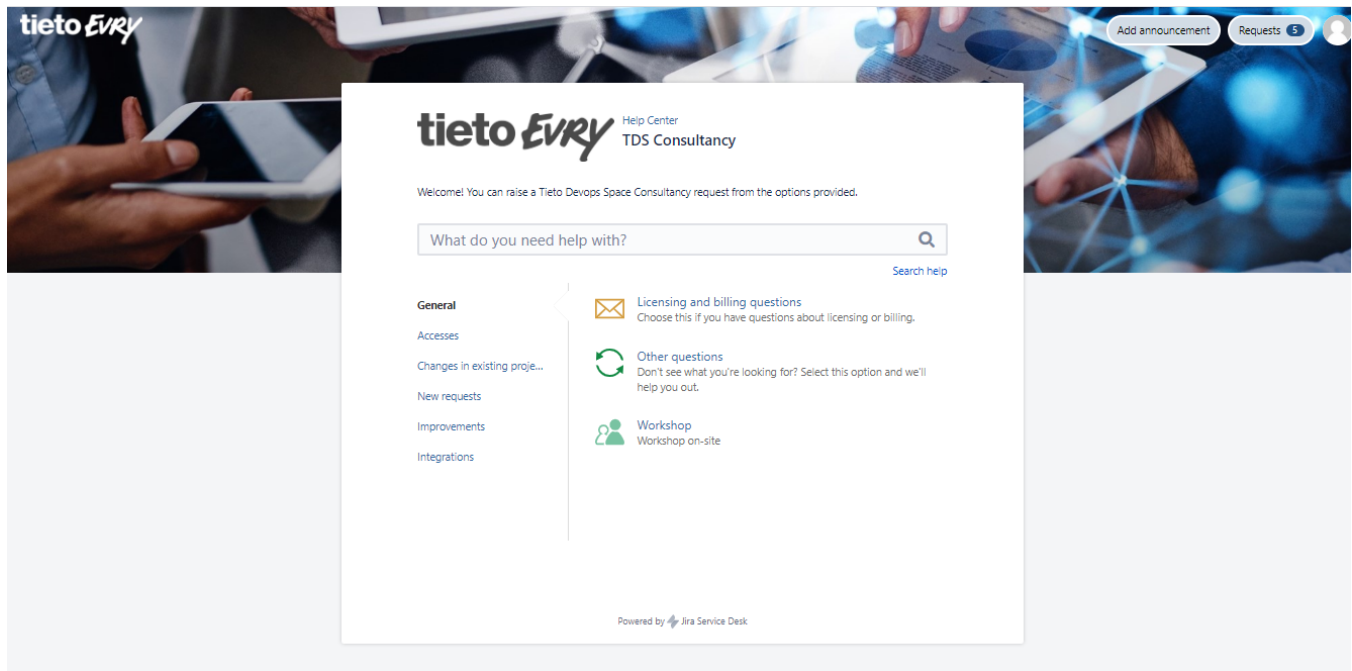 tieto EVRY
Add announcement
Requests 5
tieto EVRY
Help Center
TDS Consultancy
Welcome! You can raise a Tieto Devops Space Consultancy request from the options provided.
What do you need help with?
Search help
General
Accesses
Changes in existing proje...
New requests
Improvements
Integrations
Licensing and billing questions
Choose this if you have questions about licensing or billing.
Other questions
Don't see what you're looking for? Select this option and we'll
help you out.
Workshop
Workshop on-site
Powered by Jira Service Desk